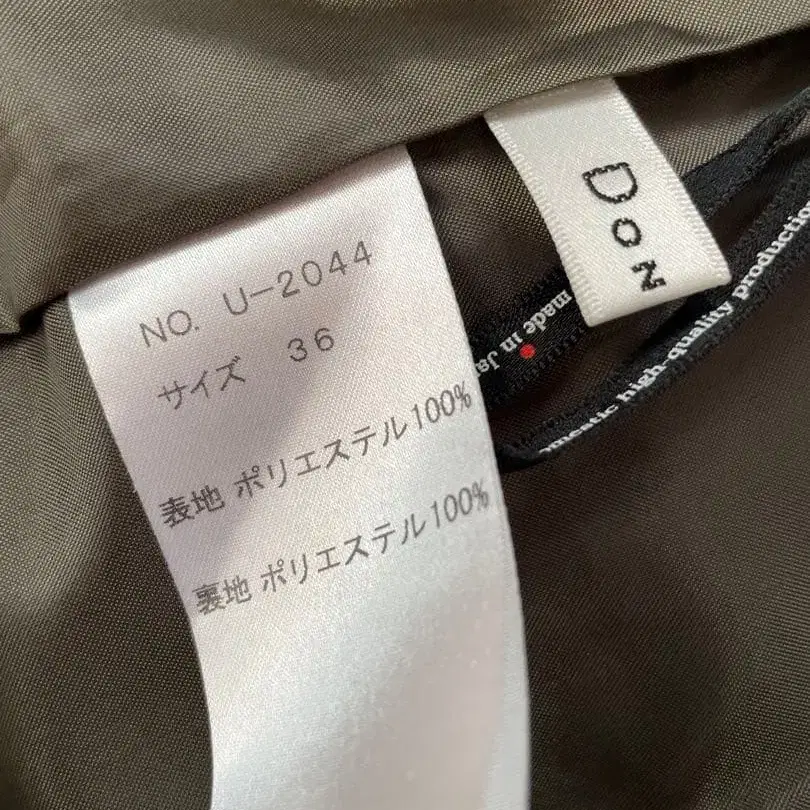 NO. U-2044
サイズ 36
表地 ポリエステル100%
裏地 ポリエステル100%
DON
made in Ja
high-quality production